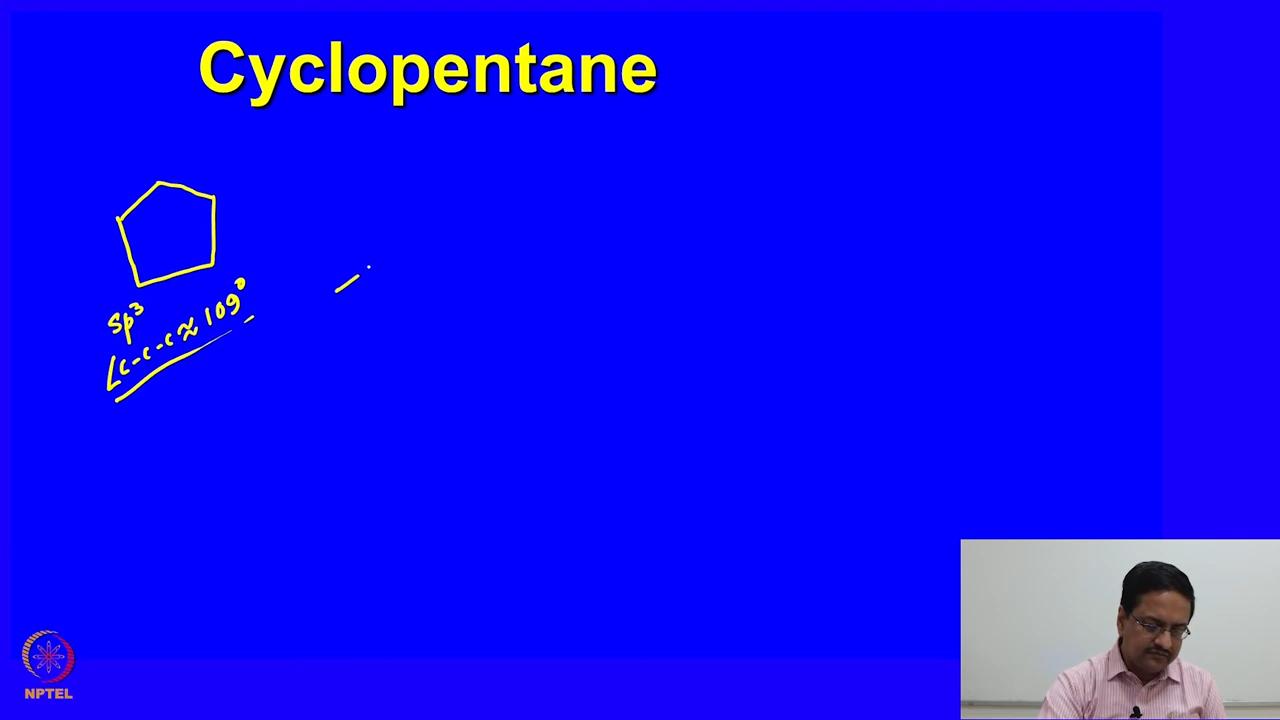 Cyclopentane
Sp³
∠C-C-C ≈ 109°
NPTEL